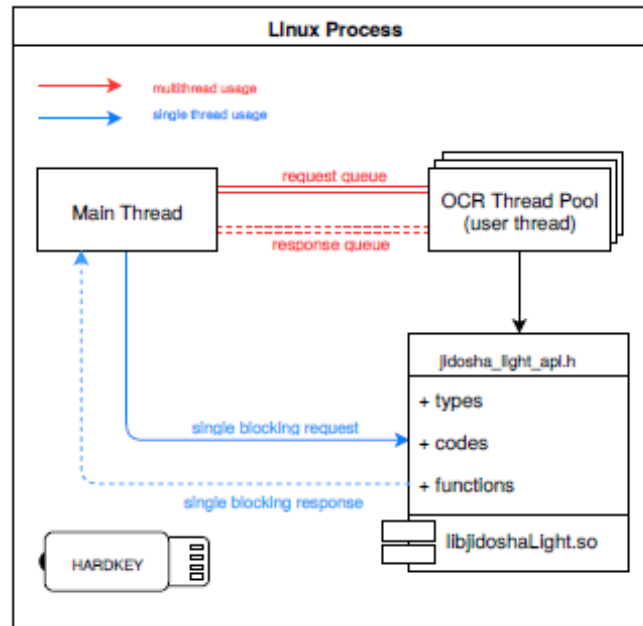 Linux Process
multithread usage
single thread usage
request queue
Main Thread
OCR Thread Pool
(user thread)
response queue
jidosha_light_api.h
+ types
single blocking request
+ codes
+ functions
single blocking response
libjidoshaLight.so
HARDKEY